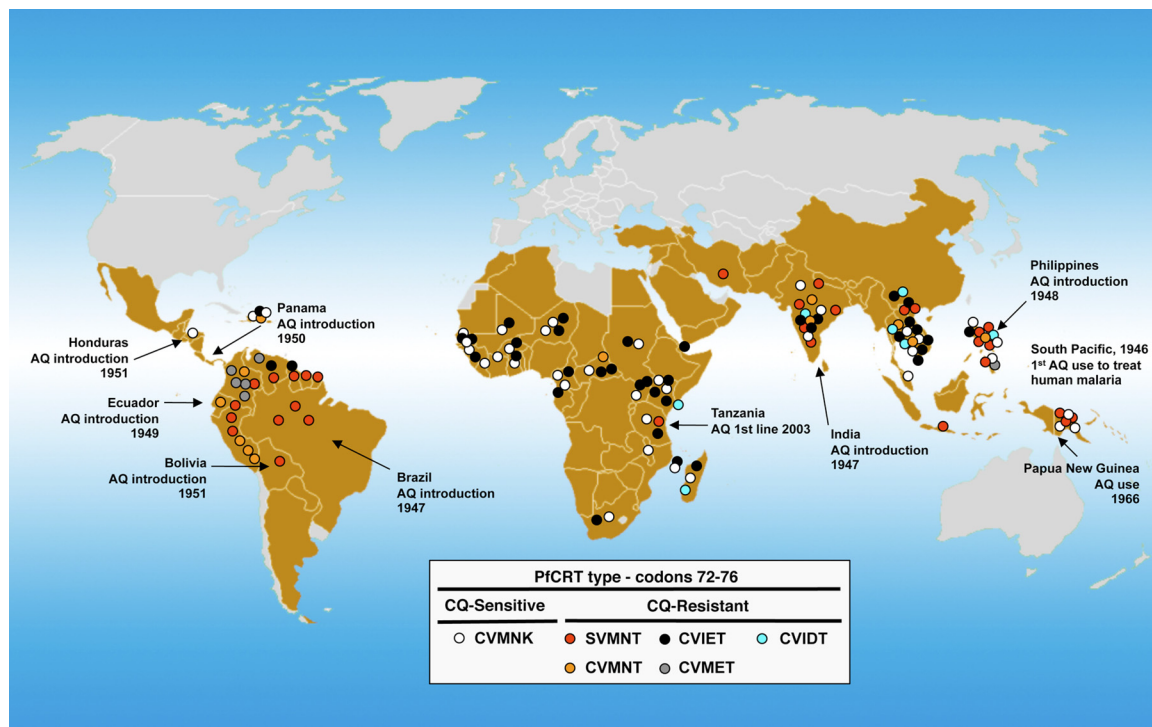 Philippines
AQ introduction
1948
Panama
AQ introduction
1950
Honduras
AQ introduction
1951
South Pacific, 1946
1st AQ use to treat
human malaria
Ecuador
AQ introduction
1949
Tanzania
AQ 1st line 2003
India
AQ introduction
1947
Bolivia
AQ introduction
1951
Brazil
AQ introduction
1947
Papua New Guinea
AQ use
1966
PfCRT type - codons 72-76
CQ-Sensitive CQ-Resistant
CVMNK SVMNT CVIET CVIDT
CVMNT CVMET